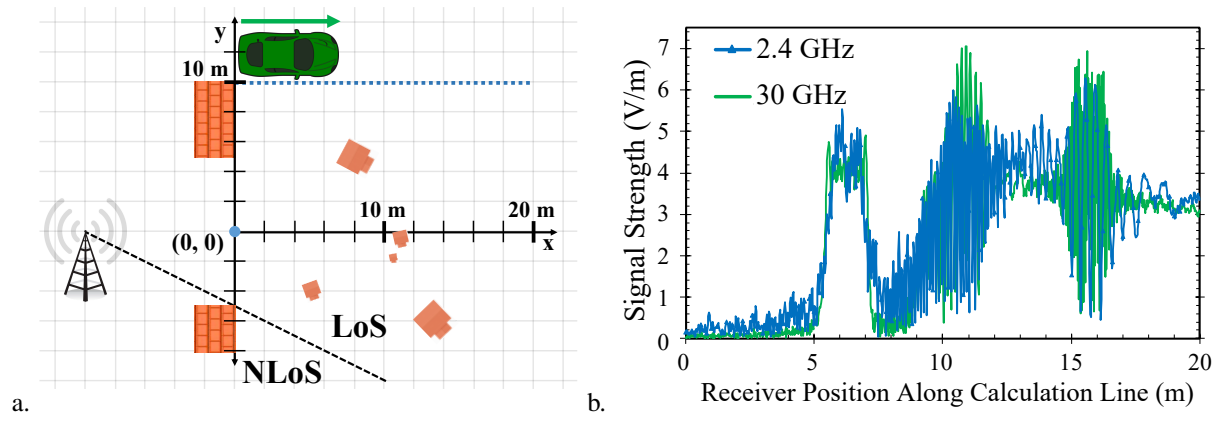 y
10 m
10 m
20 m
(0, 0)
x
LoS
NLoS
a.
7
6
5
4
3
2
1
0
Signal Strength (V/m)
2.4 GHz
30 GHz
0
5
10
15
20
Receiver Position Along Calculation Line (m)
b.